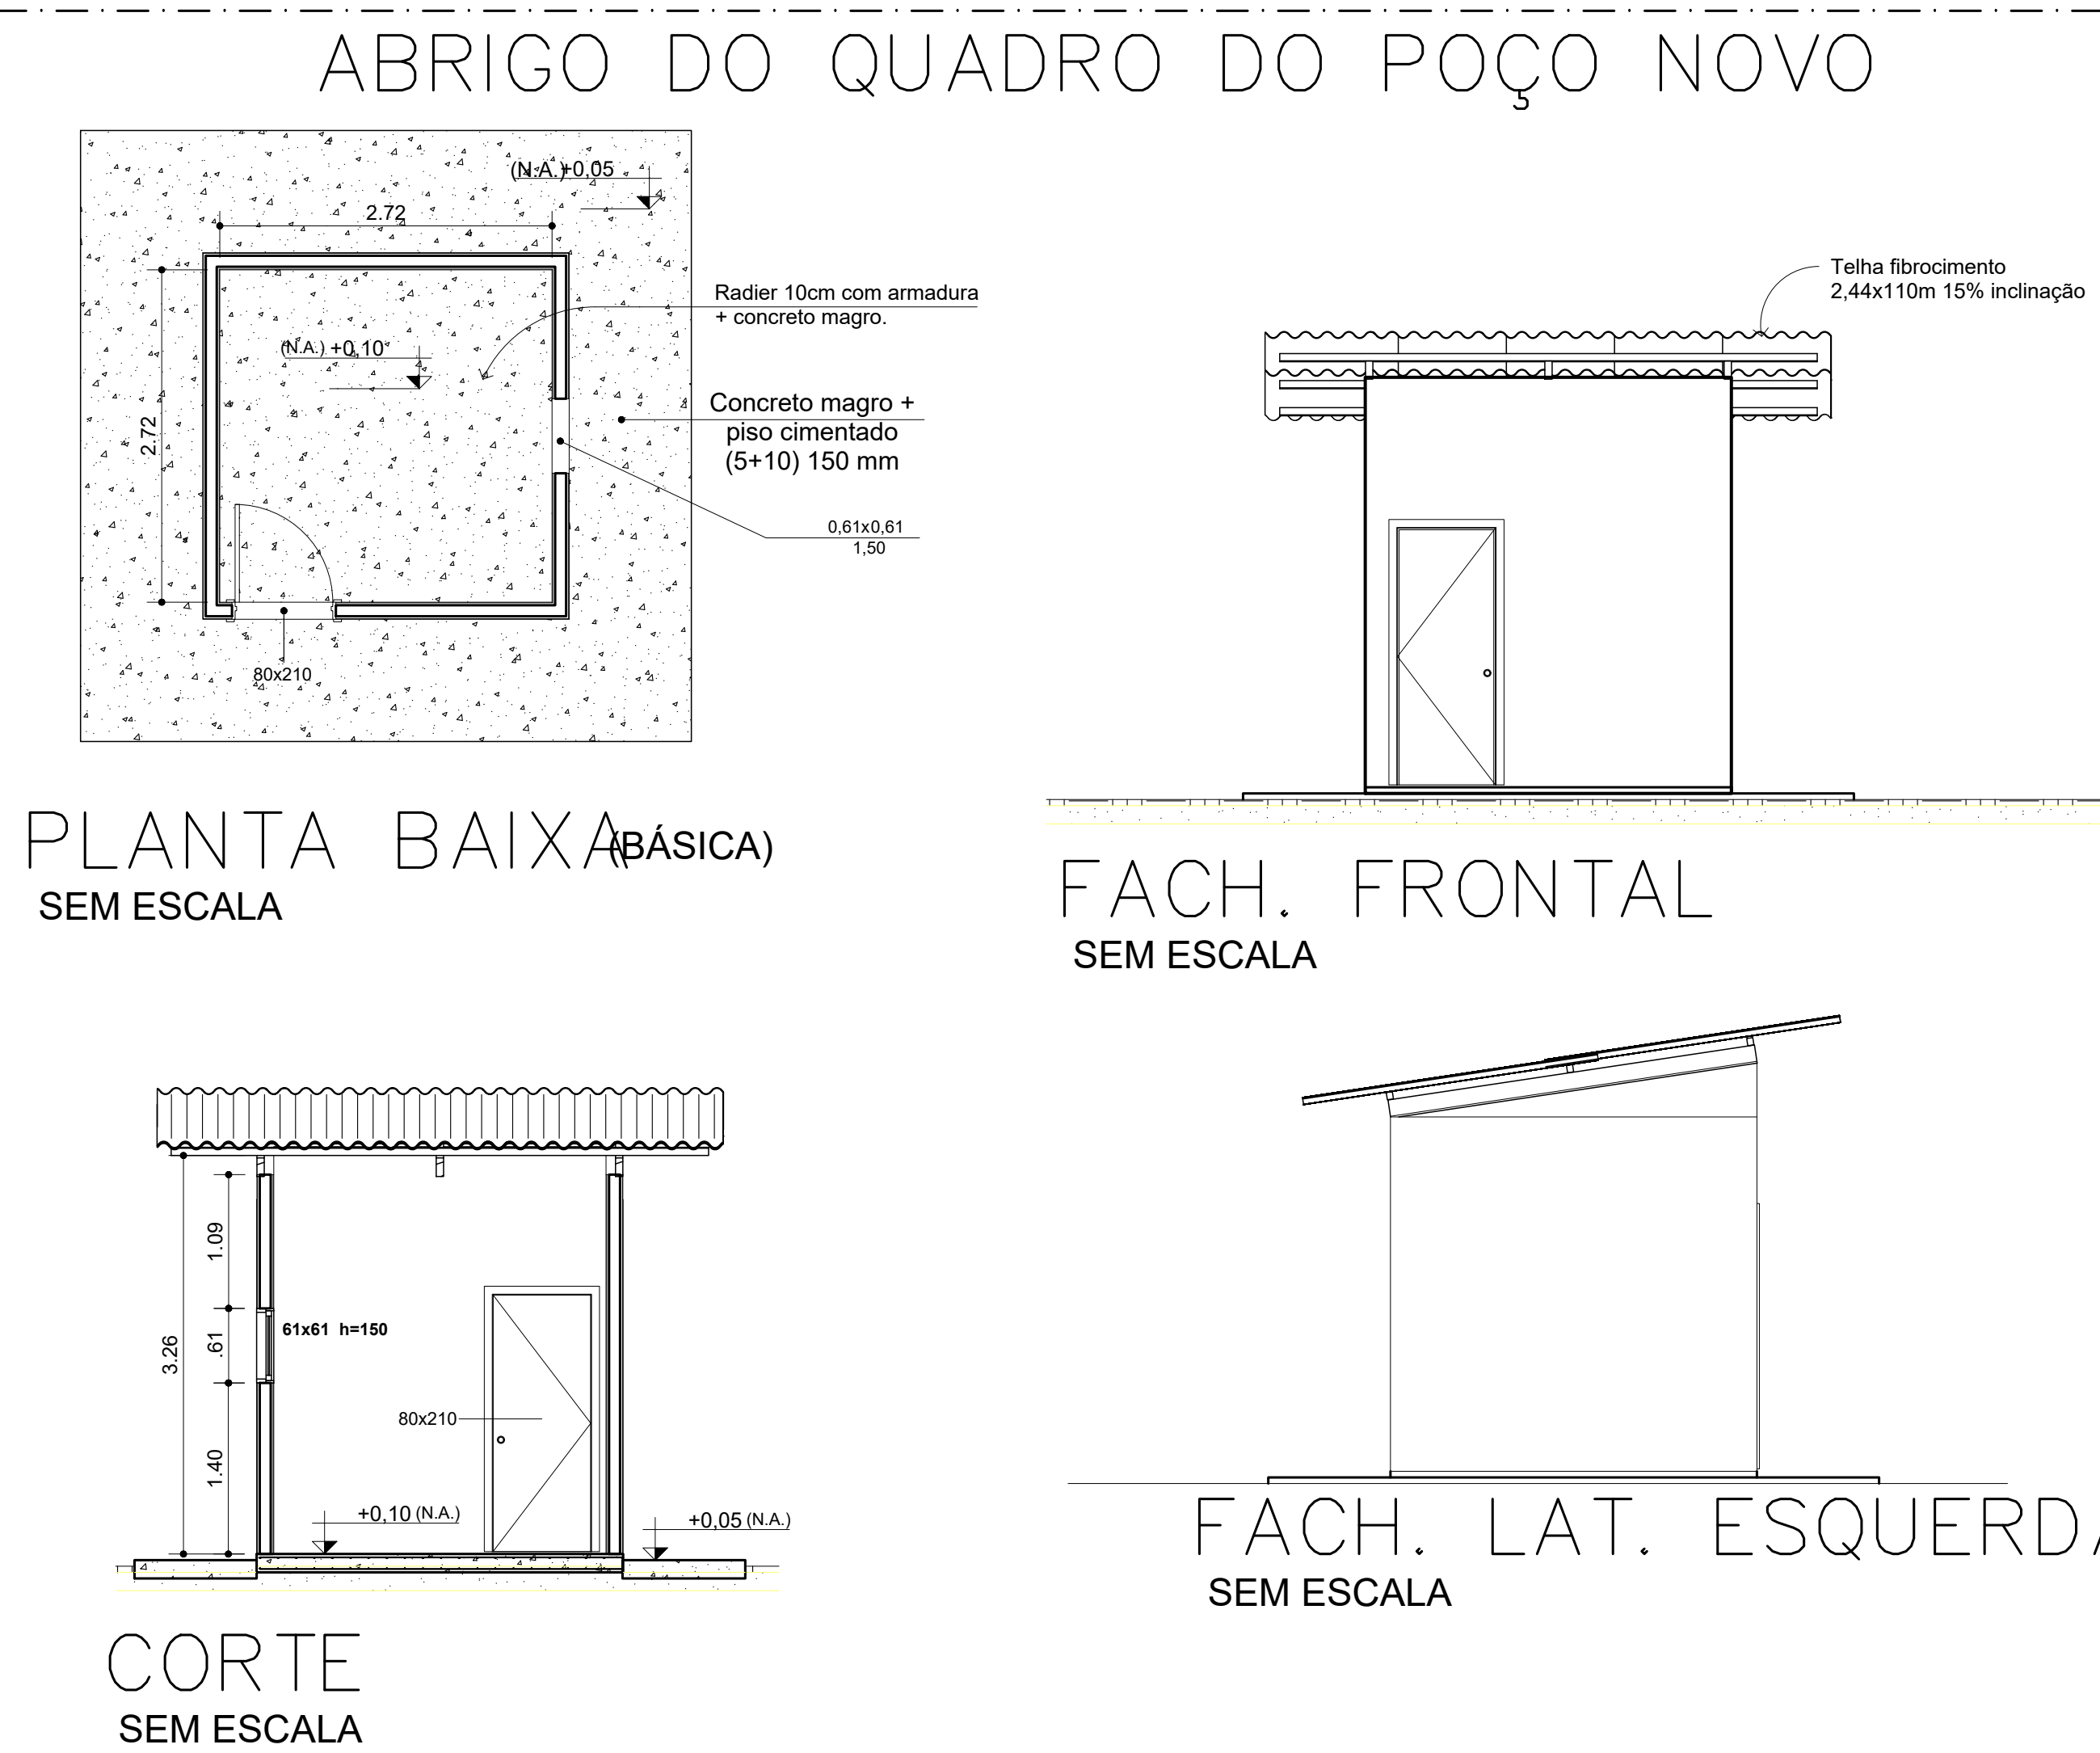 ABRIGO DO QUADRO DO POÇO NOVO
(N.A.)+0,05
2.72
Radier 10cm com armadura
+ concreto magro.
(N.A.) +0,10
2.72
Concreto magro +
piso cimentado
(5+10) 150 mm
0,61x0,61
1,50
80x210
PLANTA BAIXA (BÁSICA)
SEM ESCALA
Telha fibrocimento
2,44x110m 15% inclinação
FACH. FRONTAL
SEM ESCALA
1.09
.61
3.26
1.40
61x61 h=150
80x210
+0,10 (N.A.)
+0,05 (N.A.)
CORTE
SEM ESCALA
FACH. LAT. ESQUERDA
SEM ESCALA